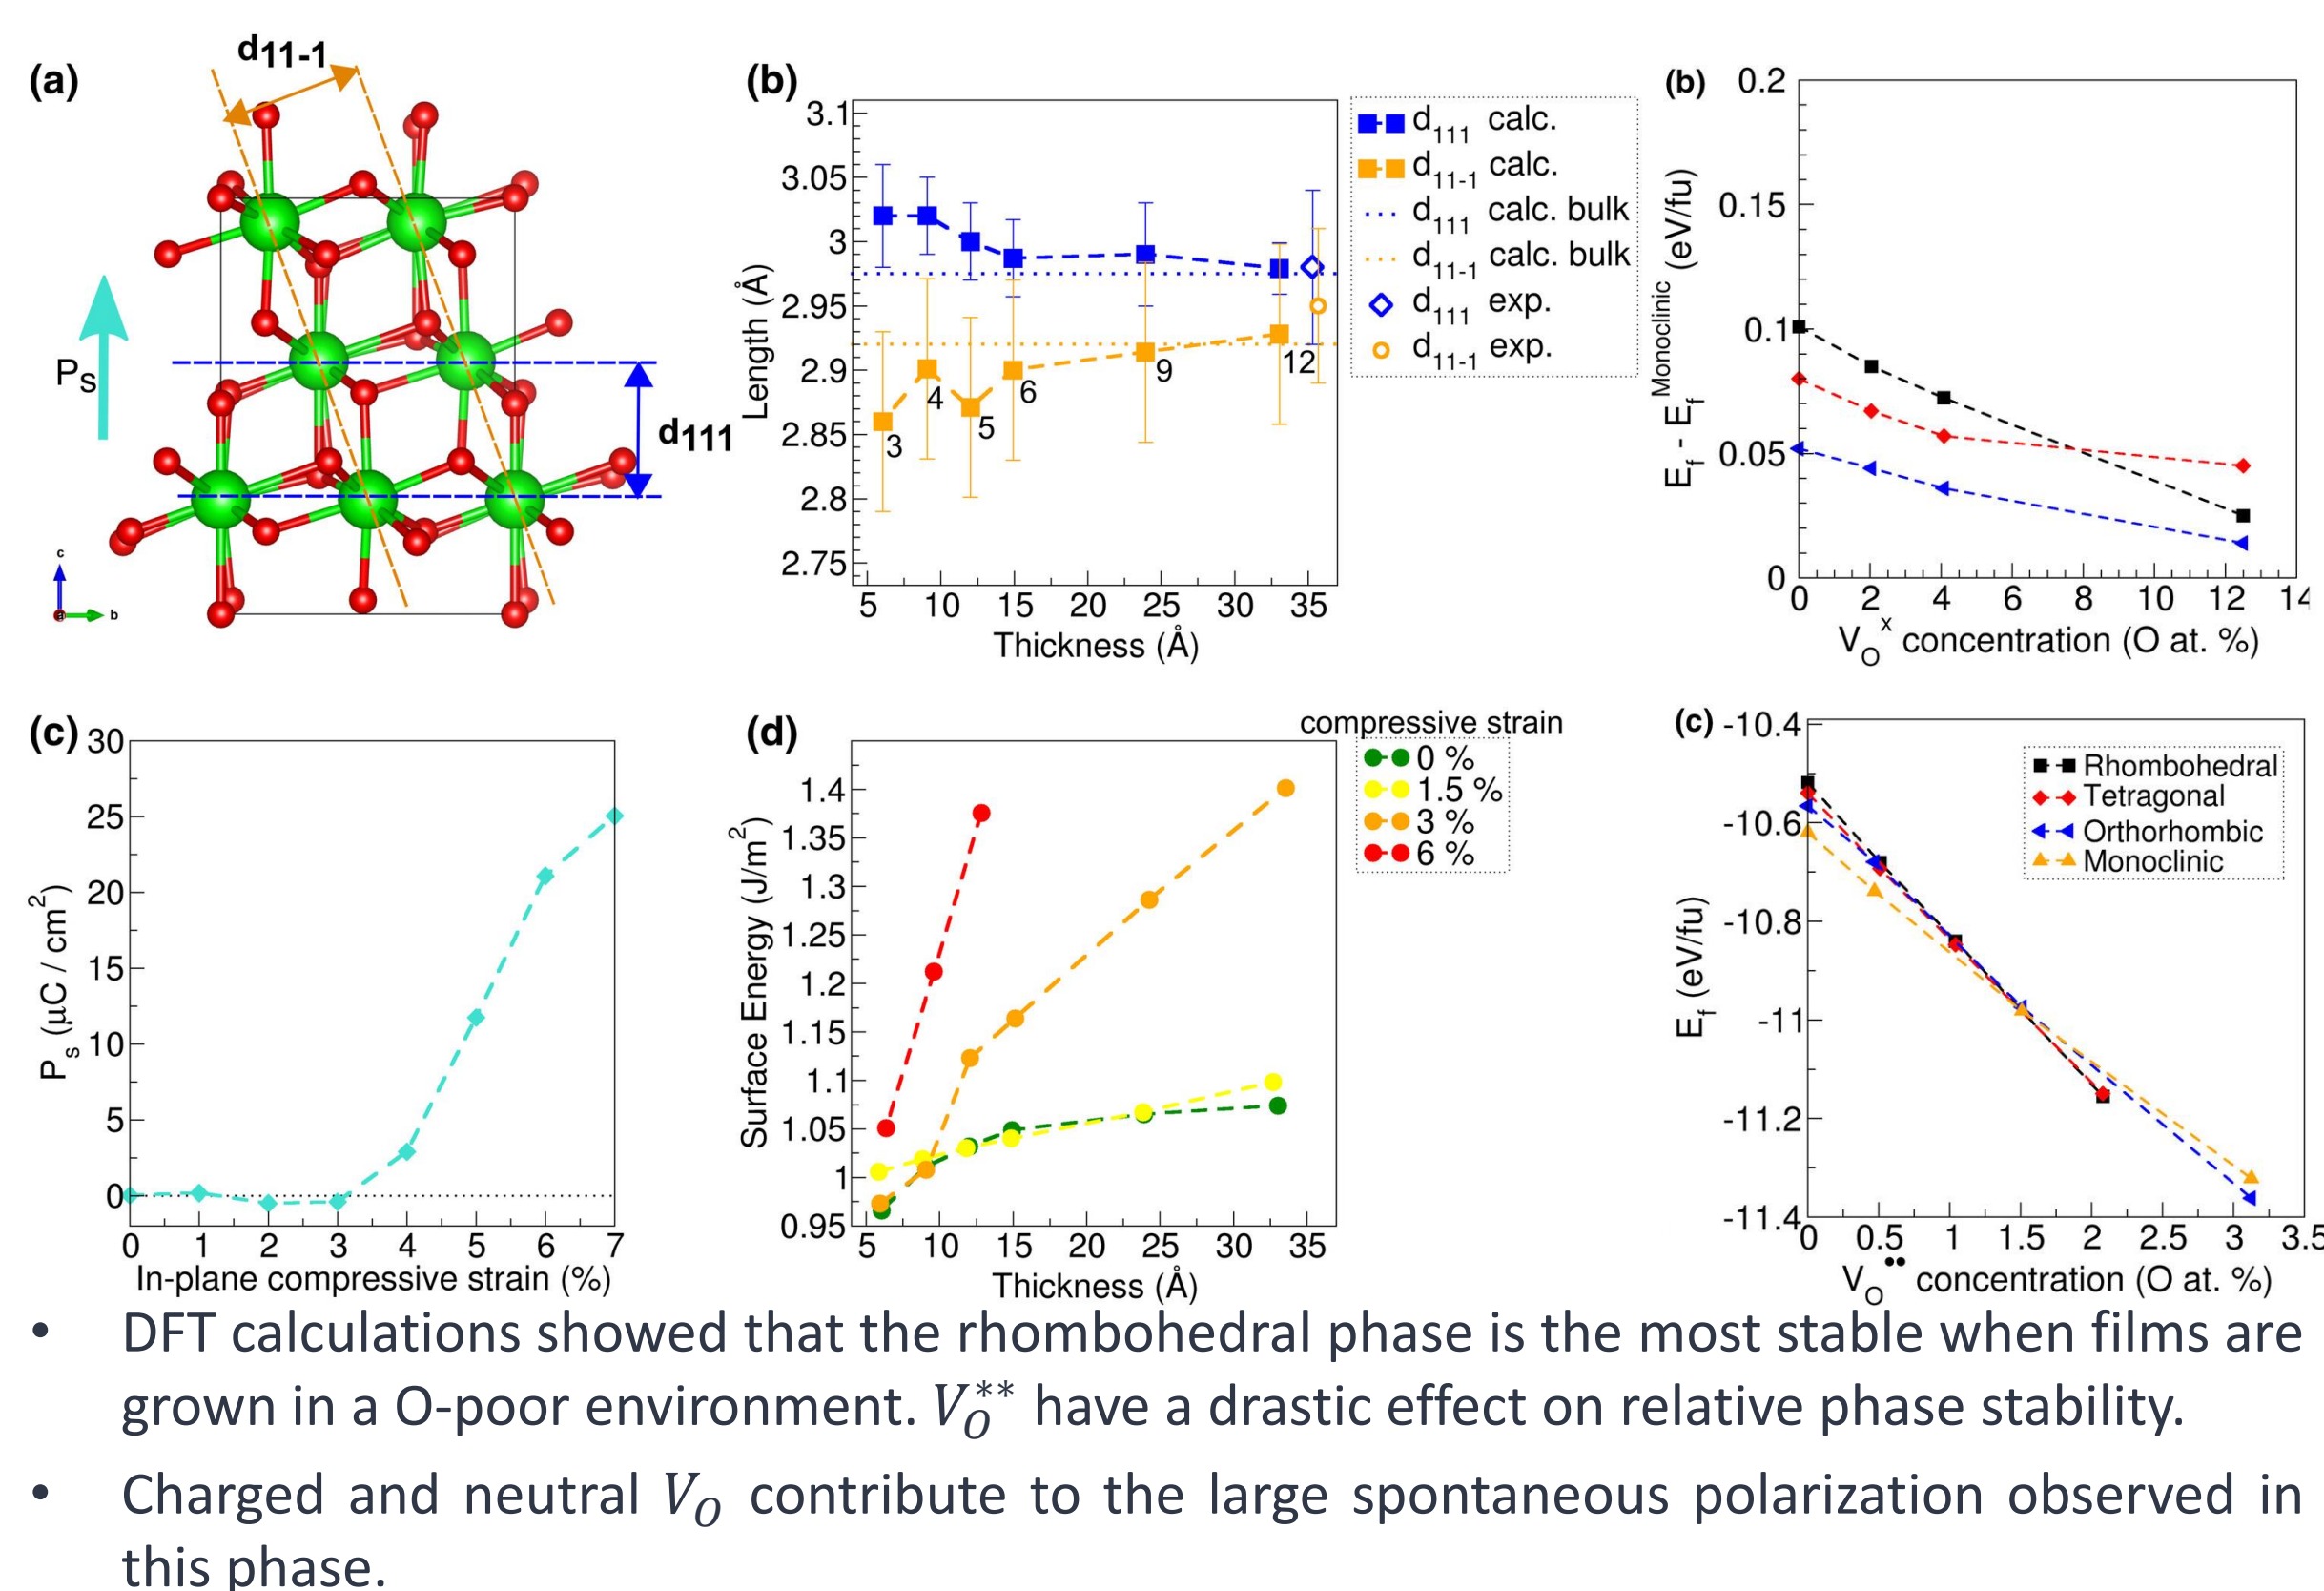 (a)
d11-1
Ps
d111
c
a
b
(b)
3.1
3.05
3
2.95
2.9
2.85
2.8
2.75
Length (Å)
3
4
5
6
9
12
5 10 15 20 25 30 35
Thickness (Å)
d111 calc.
d11-1 calc.
d111 calc. bulk
d11-1 calc. bulk
d111 exp.
d11-1 exp.
(b)
0.2
0.15
0.1
0.05
0
Ef - Ef Monoclinic (eV/fu)
0 2 4 6 8 10 12 14
VO x concentration (O at. %)
(c)
30
25
20
15
10
5
0
Ps (µC / cm2)
0 1 2 3 4 5 6 7
In-plane compressive strain (%)
(d)
1.4
1.35
1.3
1.25
1.2
1.15
1.1
1.05
1
0.95
Surface Energy (J/m2)
5 10 15 20 25 30 35
Thickness (Å)
compressive strain
0 %
1.5 %
3 %
6 %
(c)
-10.4
-10.6
-10.8
-11
-11.2
-11.4
Ef (eV/fu)
Rhombohedral
Tetragonal
Orthorhombic
Monoclinic
0 0.5 1 1.5 2 2.5 3 3.5
VO •• concentration (O at. %)
• DFT calculations showed that the rhombohedral phase is the most stable when films are
grown in a O-poor environment. VO** have a drastic effect on relative phase stability.
• Charged and neutral VO contribute to the large spontaneous polarization observed in
this phase.